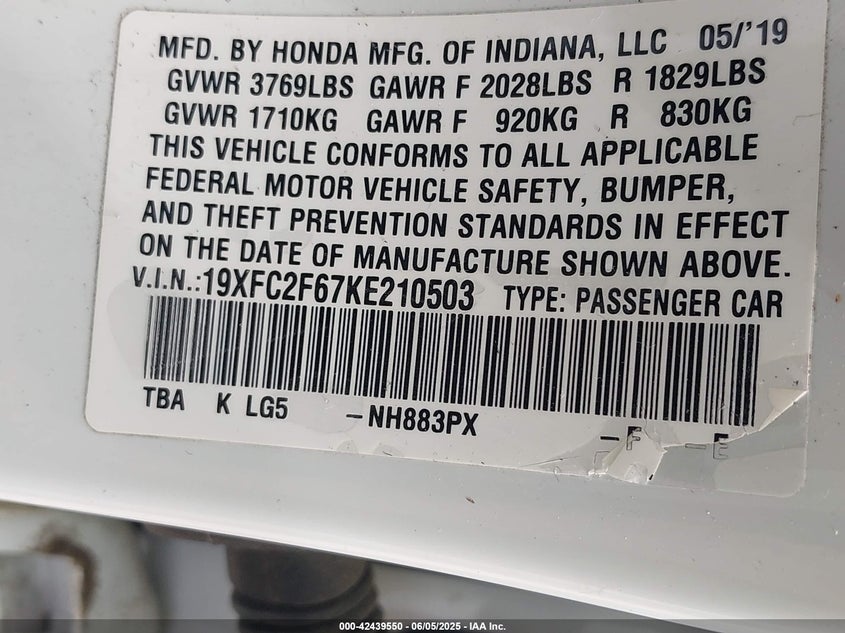 MFD. BY HONDA MFG. OF INDIANA, LLC 05/'19
GVWR 3769LBS GAWR F 2028LBS R 1829LBS
GVWR 1710KG GAWR F 920KG R 830KG
THIS VEHICLE CONFORMS TO ALL APPLICABLE
FEDERAL MOTOR VEHICLE SAFETY, BUMPER,
AND THEFT PREVENTION STANDARDS IN EFFECT
ON THE DATE OF MANUFACTURE SHOWN ABOVE.
V.I.N.:19XFC2F67KE210503 TYPE: PASSENGER CAR
TBA K LG5 -NH883PX -F -E
000-42439550 - 06/05/2025 - IAA Inc.